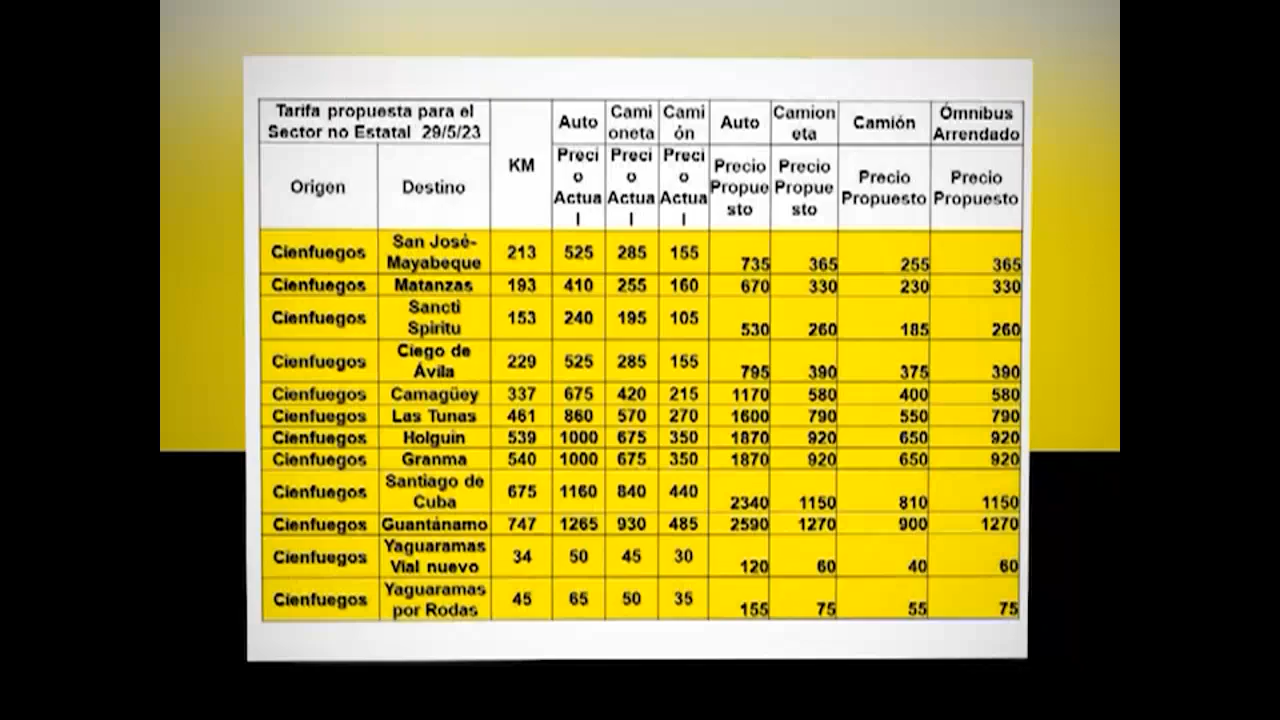 Tarifa propuesta para el Sector no Estatal 29/5/23 | KM | Auto | Camioneta | Camión | Auto | Camioneta | Camión | Ómnibus Arrendado
Origen | Destino | Precio Actual | Precio Actual | Precio Actual | Precio Propuesto | Precio Propuesto | Precio Propuesto | Precio Propuesto
Cienfuegos | San José-Mayabeque | 213 | 525 | 285 | 155 | 735 | 365 | 255 | 365
Cienfuegos | Matanzas | 193 | 410 | 255 | 160 | 670 | 330 | 230 | 330
Cienfuegos | Sancti Spiritu | 153 | 240 | 195 | 105 | 530 | 260 | 185 | 260
Cienfuegos | Ciego de Ávila | 229 | 525 | 285 | 155 | 795 | 390 | 375 | 390
Cienfuegos | Camagüey | 337 | 675 | 420 | 215 | 1170 | 580 | 400 | 580
Cienfuegos | Las Tunas | 461 | 860 | 570 | 270 | 1600 | 790 | 550 | 790
Cienfuegos | Holguín | 539 | 1000 | 675 | 350 | 1870 | 920 | 650 | 920
Cienfuegos | Granma | 540 | 1000 | 675 | 350 | 1870 | 920 | 650 | 920
Cienfuegos | Santiago de Cuba | 675 | 1160 | 840 | 440 | 2340 | 1150 | 810 | 1150
Cienfuegos | Guantánamo | 747 | 1265 | 930 | 485 | 2590 | 1270 | 900 | 1270
Cienfuegos | Yaguaramas Vial nuevo | 34 | 50 | 45 | 30 | 120 | 60 | 40 | 60
Cienfuegos | Yaguaramas por Rodas | 45 | 65 | 50 | 35 | 155 | 75 | 55 | 75